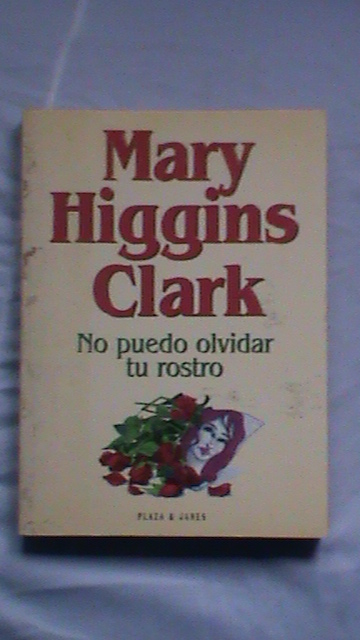 Mary
Higgins
Clark
No puedo olvidar
tu rostro
PLAZA & JANES